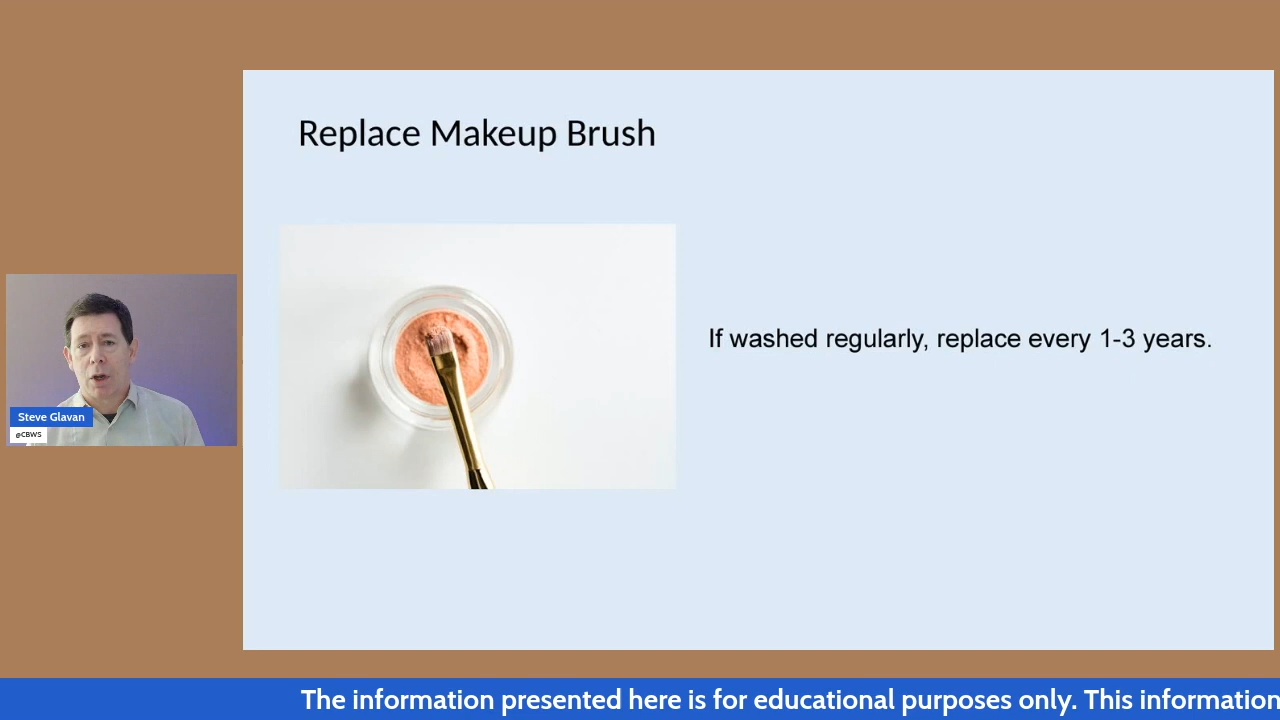 Replace Makeup Brush
If washed regularly, replace every 1-3 years.
Steve Glavan
@CBWS
The information presented here is for educational purposes only. This information